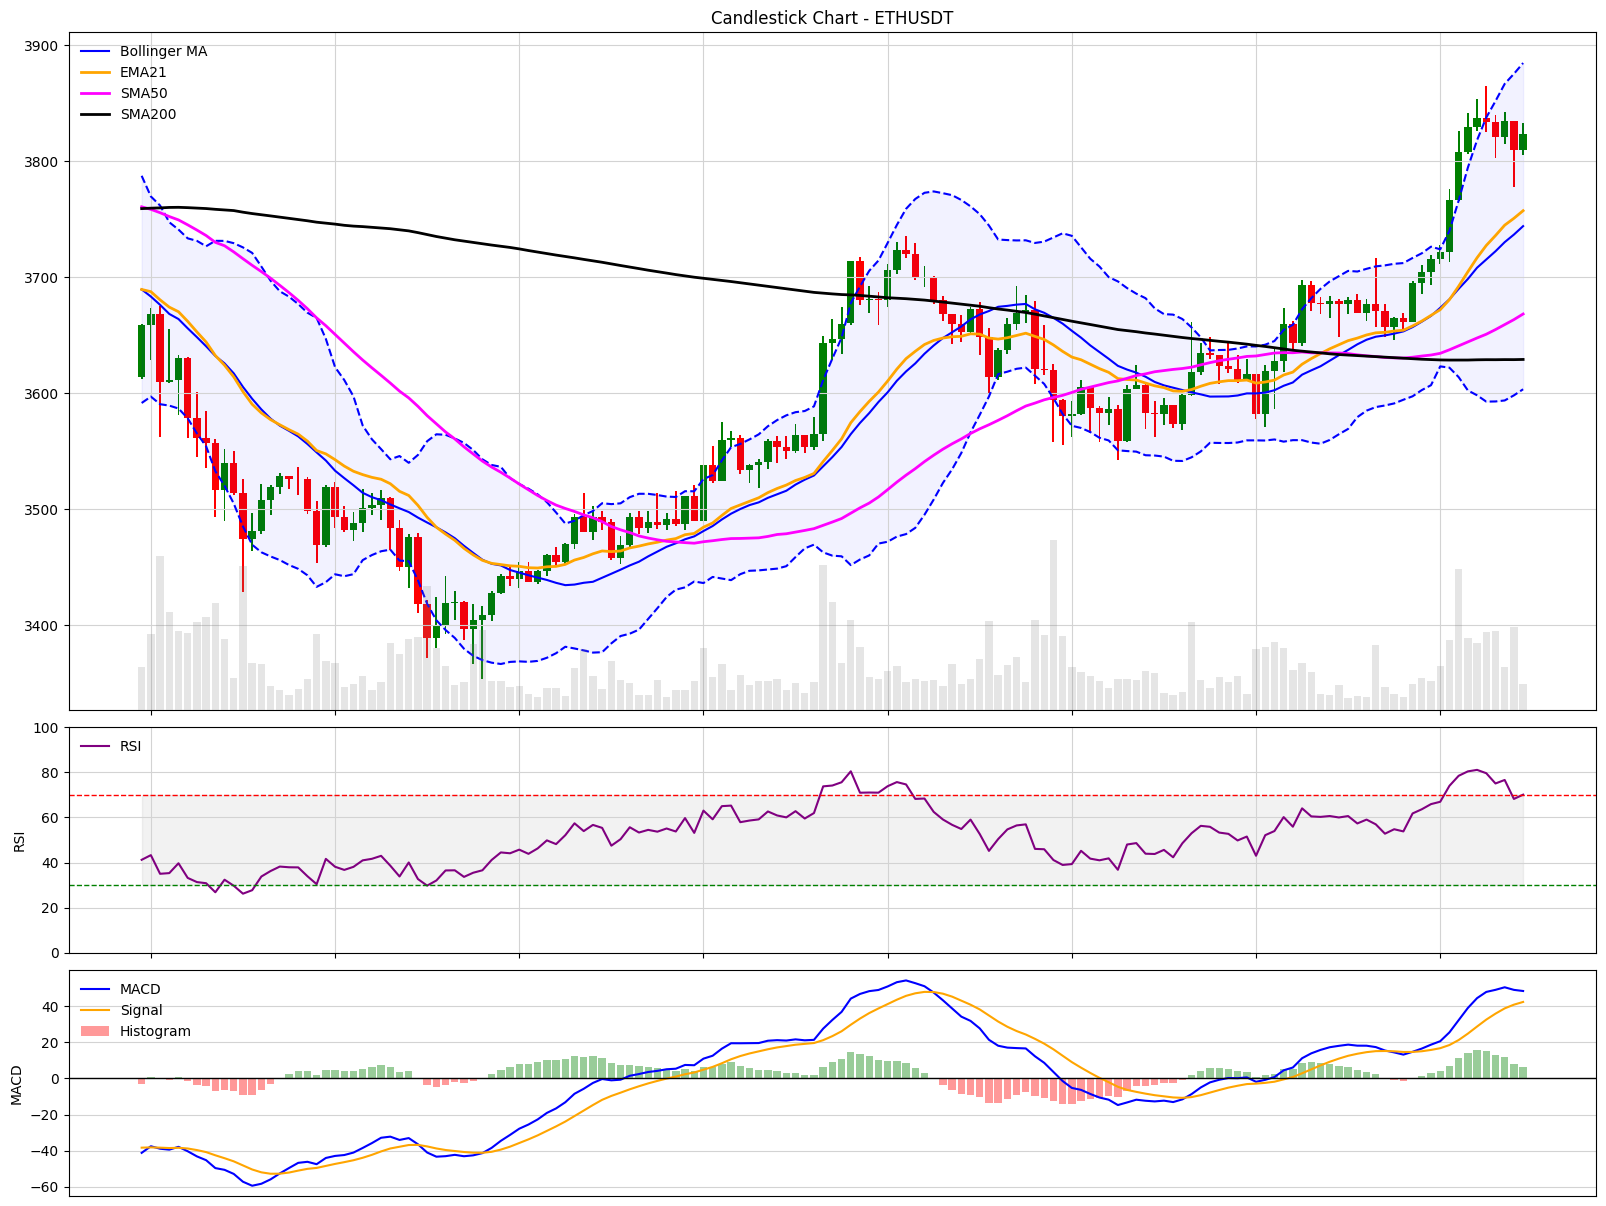 Candlestick Chart - ETHUSDT
Bollinger MA
EMA21
SMA50
SMA200
3900
3800
3700
3600
3500
3400
RSI
100
80
60
40
20
0
RSI
MACD
Signal
Histogram
40
20
0
−20
−40
−60
MACD